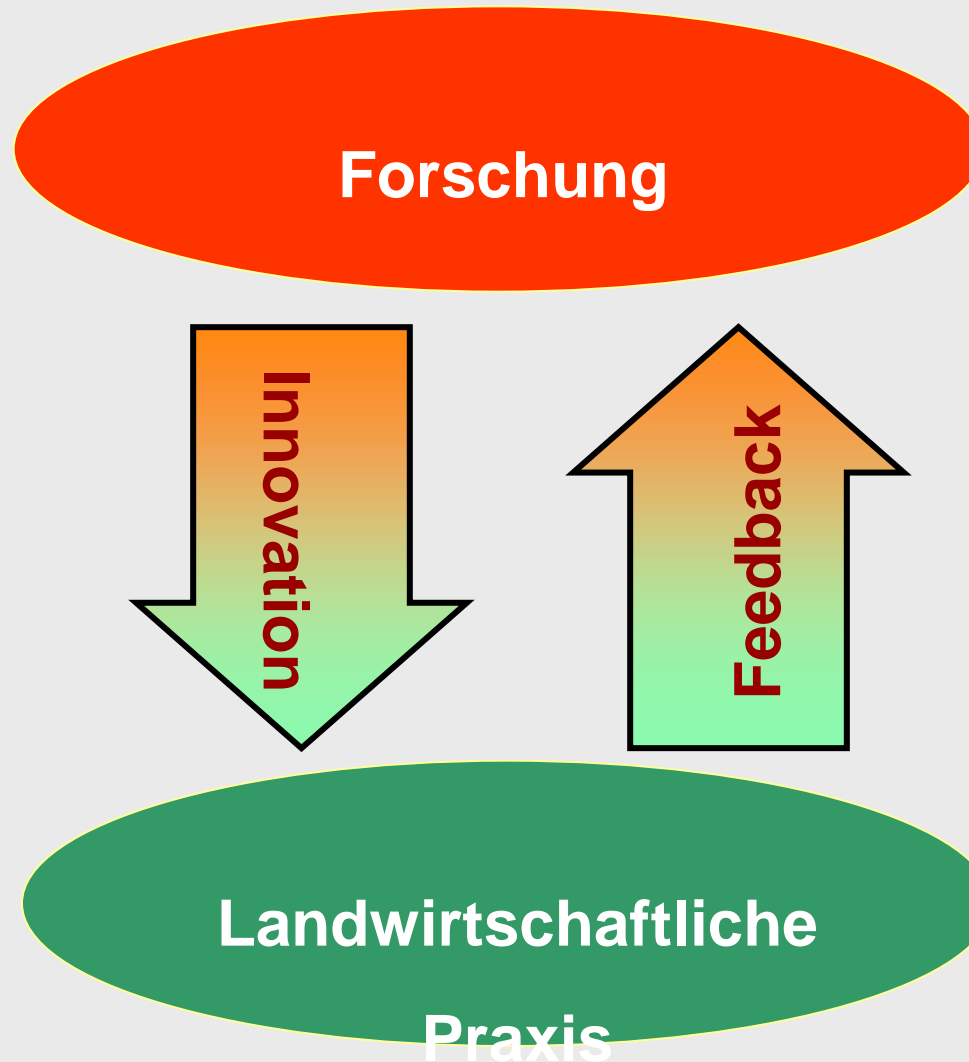 Forschung
Innovation
Feedback
Landwirtschaftliche
Praxis